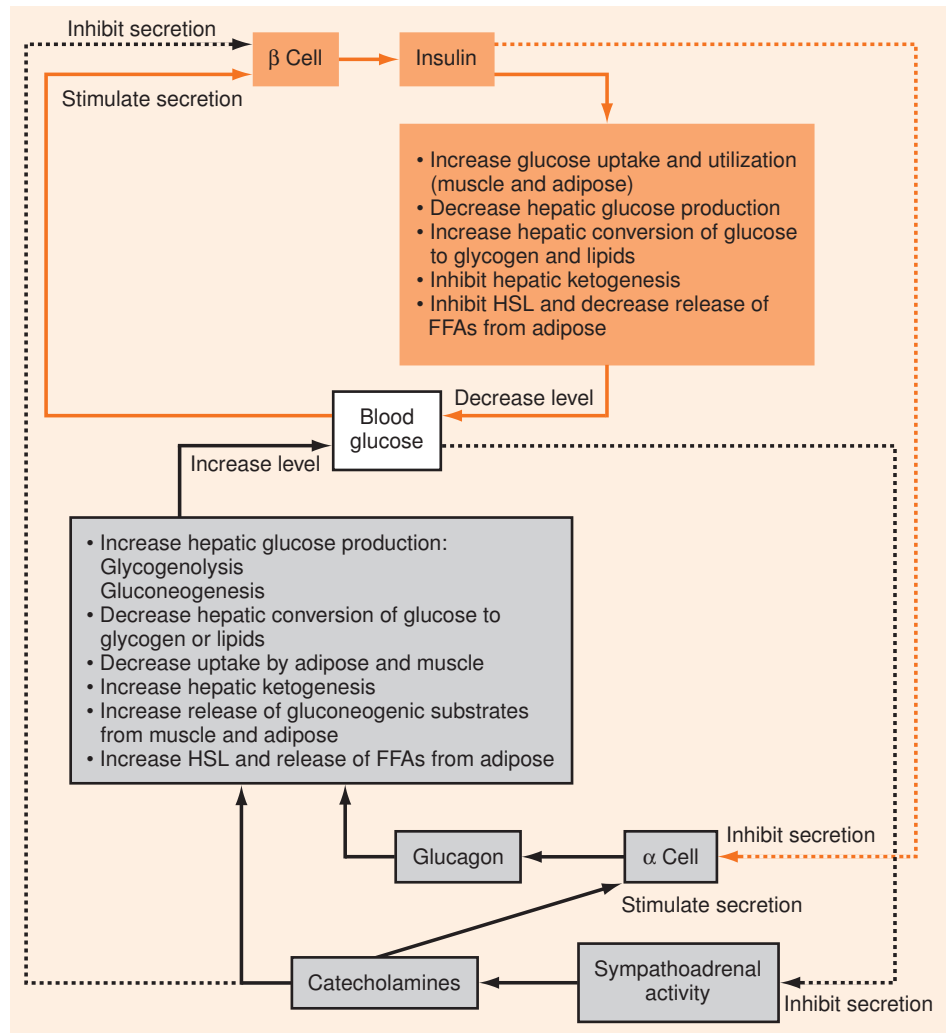 Inhibit secretion
β Cell
Insulin
Stimulate secretion
• Increase glucose uptake and utilization
(muscle and adipose)
• Decrease hepatic glucose production
• Increase hepatic conversion of glucose
to glycogen and lipids
• Inhibit hepatic ketogenesis
• Inhibit HSL and decrease release of
FFAs from adipose
Decrease level
Blood
glucose
Increase level
• Increase hepatic glucose production:
Glycogenolysis
Gluconeogenesis
• Decrease hepatic conversion of glucose to
glycogen or lipids
• Decrease uptake by adipose and muscle
• Increase hepatic ketogenesis
• Increase release of gluconeogenic substrates
from muscle and adipose
• Increase HSL and release of FFAs from adipose
Glucagon
α Cell
Inhibit secretion
Stimulate secretion
Catecholamines
Sympathoadrenal
activity
Inhibit secretion